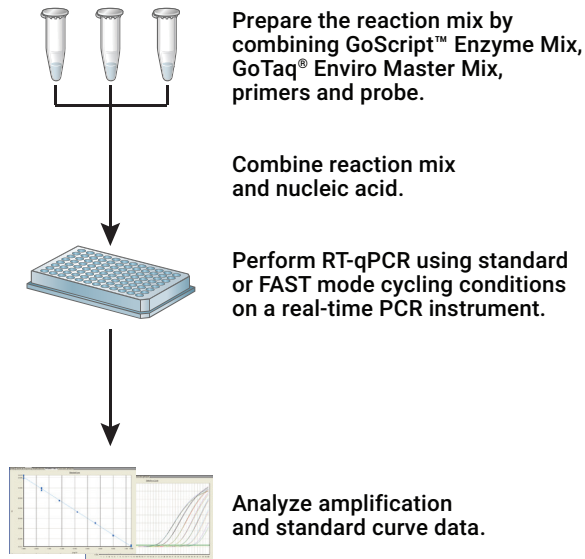 Prepare the reaction mix by
combining GoScript™ Enzyme Mix,
GoTaq® Enviro Master Mix,
primers and probe.
Combine reaction mix
and nucleic acid.
Perform RT-qPCR using standard
or FAST mode cycling conditions
on a real-time PCR instrument.
Analyze amplification
and standard curve data.